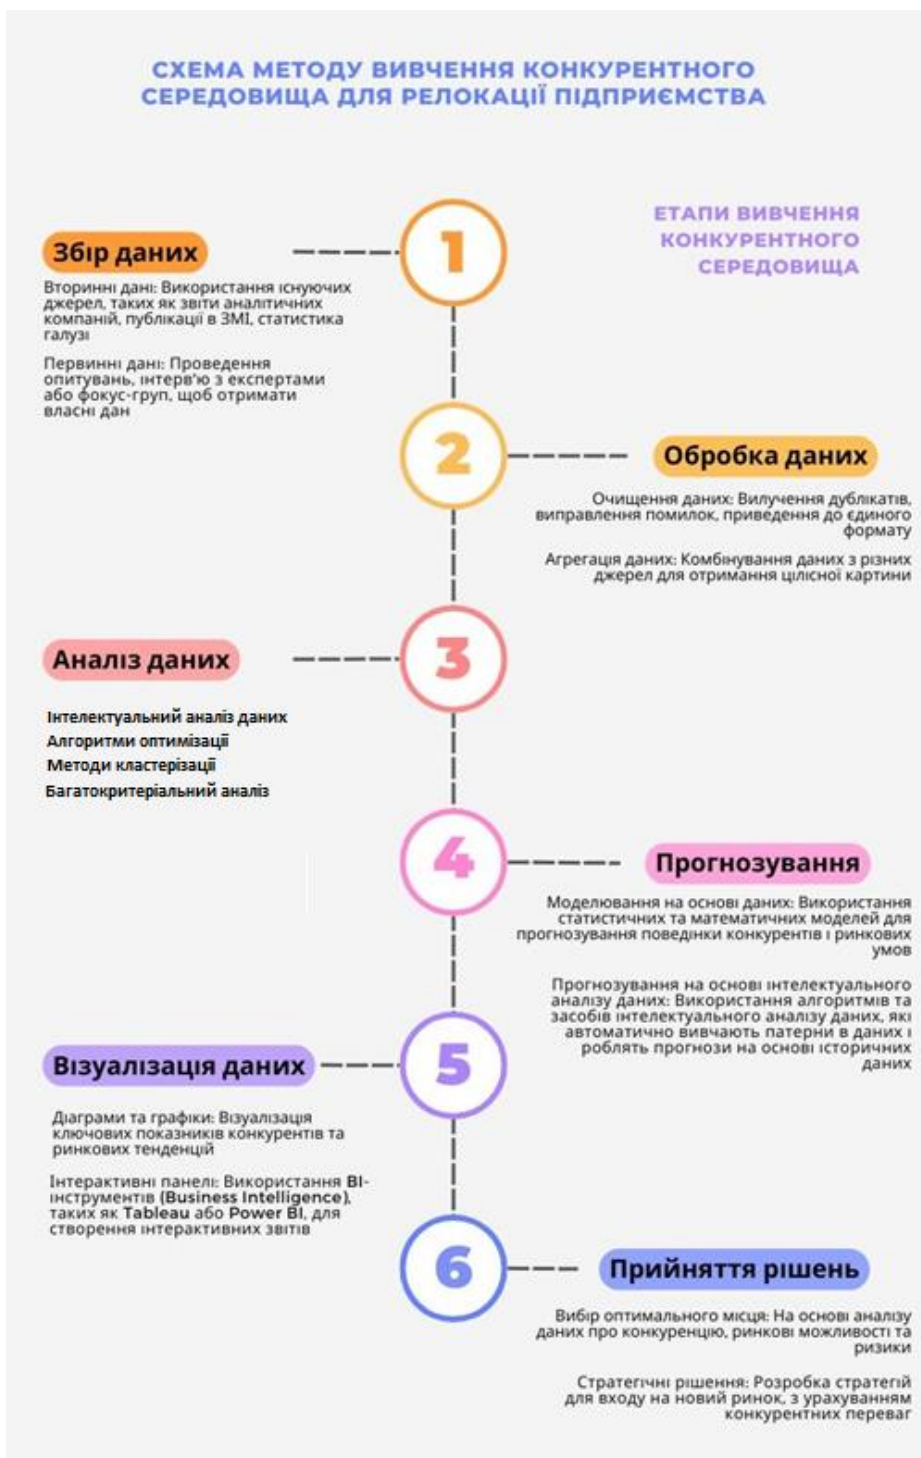 СХЕМА МЕТОДУ ВИВЧЕННЯ КОНКУРЕНТНОГО
СЕРЕДОВИЩА ДЛЯ РЕЛОКАЦІЇ ПІДПРИЄМСТВА
ЕТАПИ ВИВЧЕННЯ
КОНКУРЕНТНОГО
СЕРЕДОВИЩА
1
Збір даних
Вторинні дані: Використання існуючих
джерел, таких як звіти аналітичних
компаній, публікації в ЗМІ, статистика
галузі
Первинні дані: Проведення
опитувань, інтерв'ю з експертами
або фокус-груп, щоб отримати
власні дан
2
Обробка даних
Очищення даних: Вилучення дублікатів,
виправлення помилок, приведення до єдиного
формату
Агрегація даних: Комбінування даних з різних
джерел для отримання цілісної картини
3
Аналіз даних
Інтелектуальний аналіз даних
Алгоритми оптимізації
Методи кластерізації
Багатокритеріальний аналіз
4
Прогнозування
Моделювання на основі даних: Використання
статистичних та математичних моделей для
прогнозування поведінки конкурентів і ринкових
умов
Прогнозування на основі інтелектуального
аналізу даних: Використання алгоритмів та
засобів інтелектуального аналізу даних, які
автоматично вивчають патерни в даних і
роблять прогнози на основі історичних
даних
5
Візуалізація даних
Діаграми та графіки: Візуалізація
ключових показників конкурентів та
ринкових тенденцій
Інтерактивні панелі: Використання BI-
інструментів (Business Intelligence),
таких як Tableau або Power BI, для
створення інтерактивних звітів
6
Прийняття рішень
Вибір оптимального місця: На основі аналізу
даних про конкуренцію, ринкові можливості та
ризики
Стратегічні рішення: Розробка стратегій
для входу на новий ринок, з урахуванням
конкурентних переваг